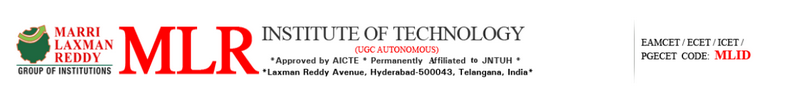 MARRI
LAXMAN
REDDY
GROUP OF INSTITUTIONS
MLR
INSTITUTE OF TECHNOLOGY
(UGC AUTONOMOUS)
*Approved by AICTE * Permanently Affiliated to JNTUH *
*Laxman Reddy Avenue, Hyderabad-500043, Telangana, India*
EAMCET / ECET / ICET /
PGECET CODE: MLID